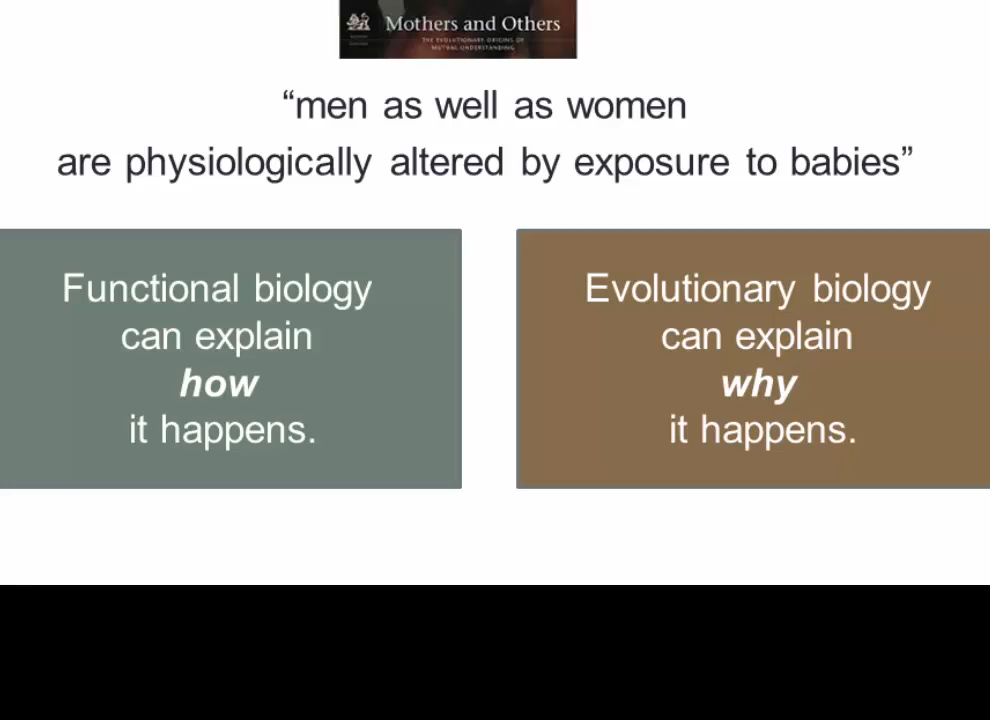 Mothers and Others
THE EVOLUTIONARY ORIGINS OF
MUTUAL UNDERSTANDING
“men as well as women
are physiologically altered by exposure to babies”
Functional biology
can explain
how
it happens.
Evolutionary biology
can explain
why
it happens.